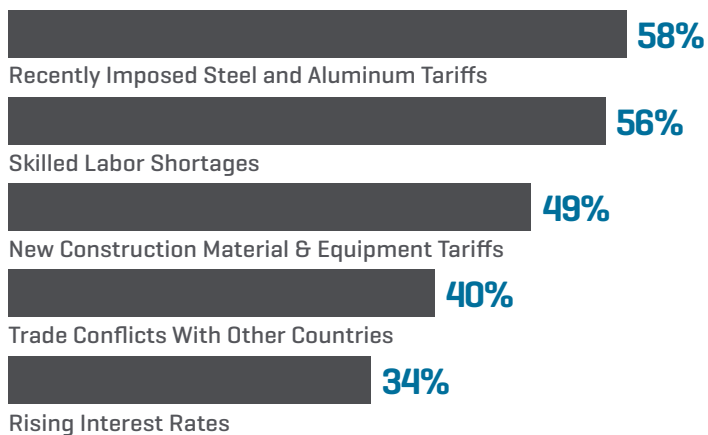 58%
Recently Imposed Steel and Aluminum Tariffs
56%
Skilled Labor Shortages
49%
New Construction Material & Equipment Tariffs
40%
Trade Conflicts With Other Countries
34%
Rising Interest Rates